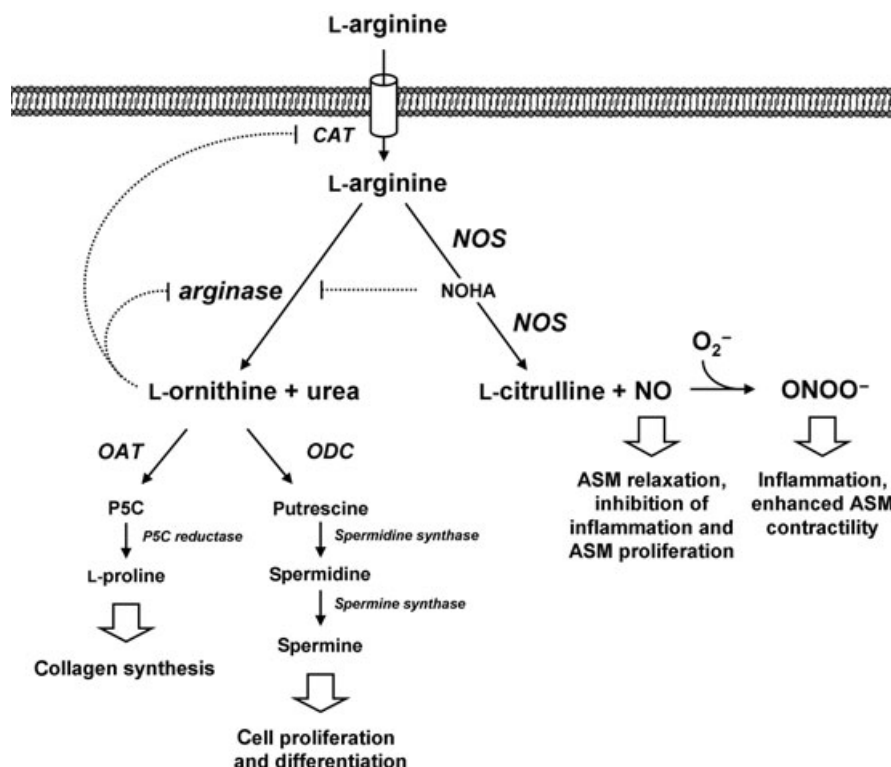 L-arginine
CAT
L-arginine
NOS
arginase
NOHA
NOS
O₂⁻
L-ornithine + urea
L-citrulline + NO
ONOO⁻
OAT
ODC
P5C
Putrescine
ASM relaxation,
inhibition of
inflammation and
ASM proliferation
Inflammation,
enhanced ASM
contractility
P5C reductase
Spermidine synthase
L-proline
Spermidine
Spermine synthase
Collagen synthesis
Spermine
Cell proliferation
and differentiation